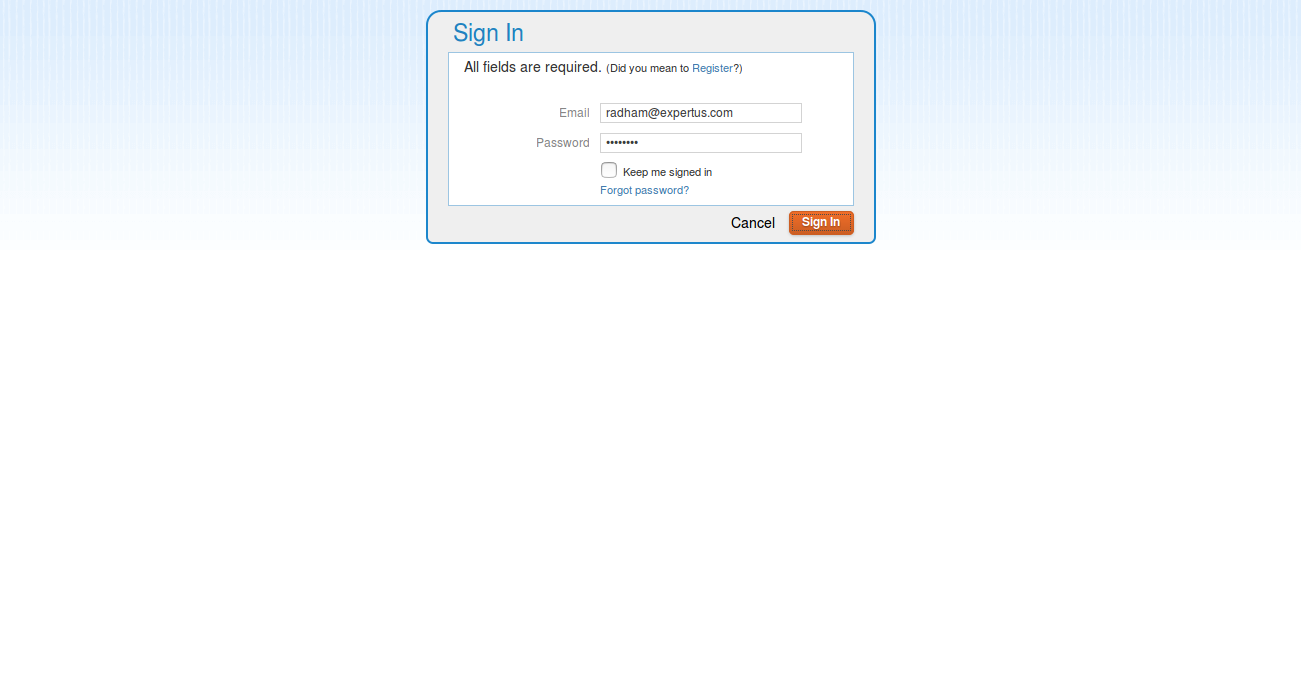 Sign In
All fields are required. (Did you mean to Register?)
Email radham@expertus.com
Password ••••••••
Keep me signed in
Forgot password?
Cancel Sign In